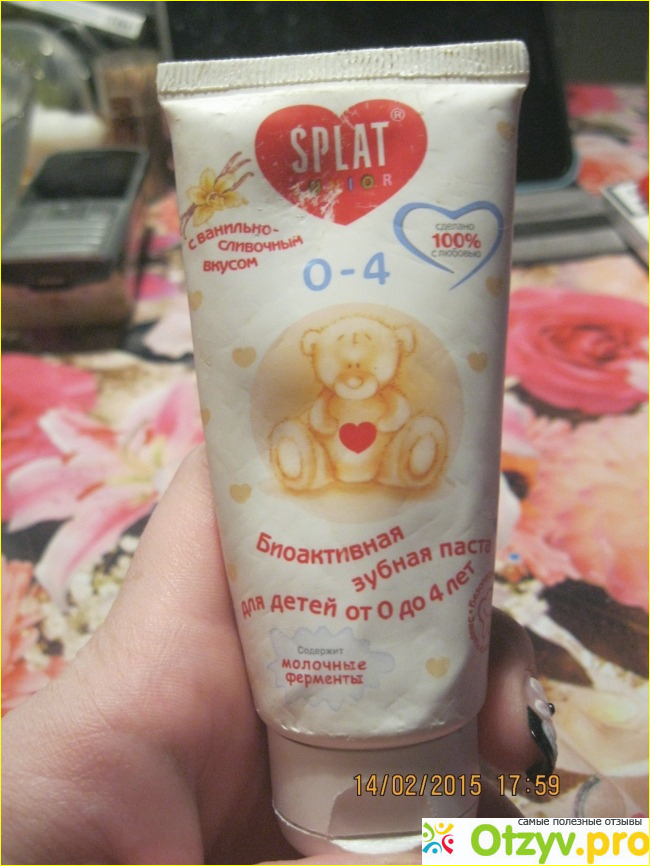 SPLAT®
JUNIOR
с ванильно-
сливочным
вкусом
сделано
100%
с любовью
0-4
Биоактивная
зубная паста
для детей от 0 до 4 лет
Содержит
молочные
ферменты
14/02/2015 17:59
самые полезные отзывы
Otzyv.pro